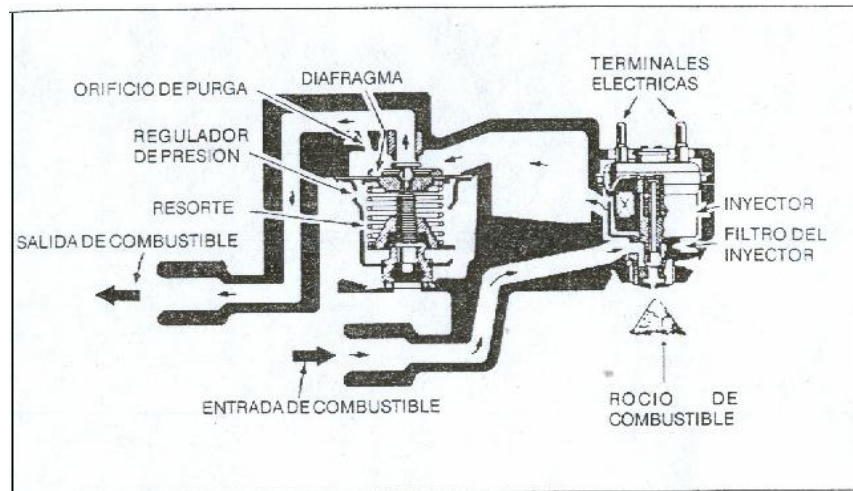 TERMINALES
ELECTRICAS
DIAFRAGMA
ORIFICIO DE PURGA
REGULADOR
DE PRESION
RESORTE
SALIDA DE COMBUSTIBLE
INYECTOR
FILTRO DEL
INYECTOR
ENTRADA DE COMBUSTIBLE
ROCIO DE
COMBUSTIBLE